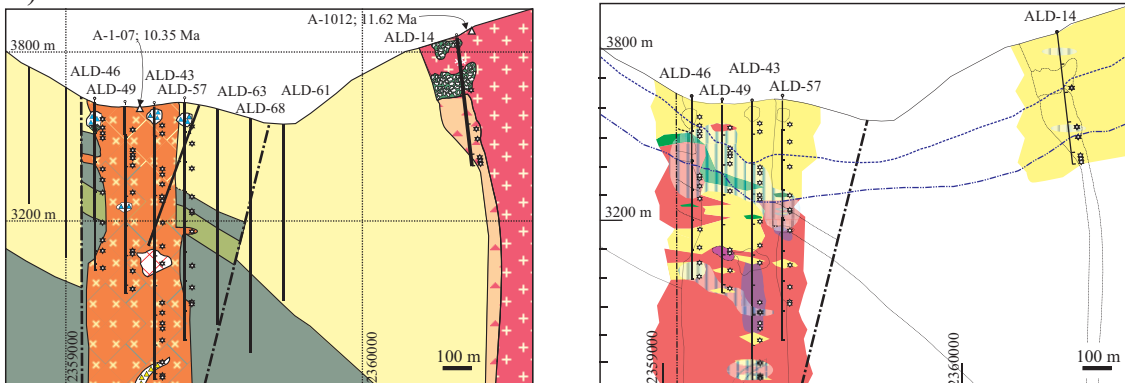 )
A-1012; 11.62 Ma
A-1-07; 10.35 Ma
ALD-14
3800 m
ALD-46
ALD-43
ALD-49
ALD-57
ALD-63
ALD-61
ALD-68
3200 m
2359000
2360000
100 m
ALD-14
3800 m
ALD-43
ALD-46
ALD-57
ALD-49
3200 m
2359000
2360000
100 m